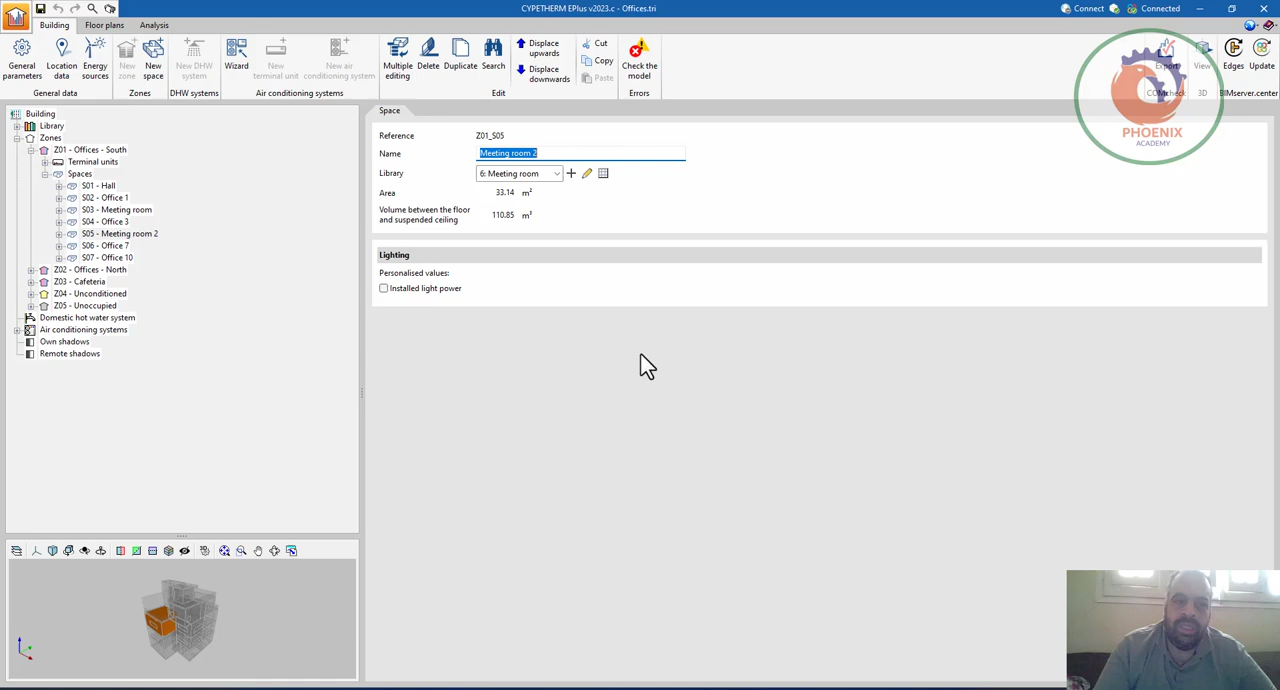 CYPETHERM EPlus v2023.c - Offices.tri
Connect
Connected
Building
Floor plans
Analysis
General parameters
Location data
Energy sources
New zone
New space
New DHW system
Wizard
New terminal unit
New air conditioning system
Multiple editing
Delete
Duplicate
Search
Displace upwards
Displace downwards
Cut
Copy
Paste
Check the model
Export
View
Edges
Update
General data
Zones
DHW systems
Air conditioning systems
Edit
Errors
COMcheck
3D
BIMserver.center
PHOENIX
ACADEMY
Building
Library
Zones
Z01 - Offices - South
Terminal units
Spaces
S01 - Hall
S02 - Office 1
S03 - Meeting room
S04 - Office 3
S05 - Meeting room 2
S06 - Office 7
S07 - Office 10
Z02 - Offices - North
Z03 - Cafeteria
Z04 - Unconditioned
Z05 - Unoccupied
Domestic hot water system
Air conditioning systems
Own shadows
Remote shadows
Space
Reference Z01_S05
Name Meeting room 2
Library 6: Meeting room
Area 33.14 m²
Volume between the floor
and suspended ceiling 110.85 m³
Lighting
Personalised values:
Installed light power